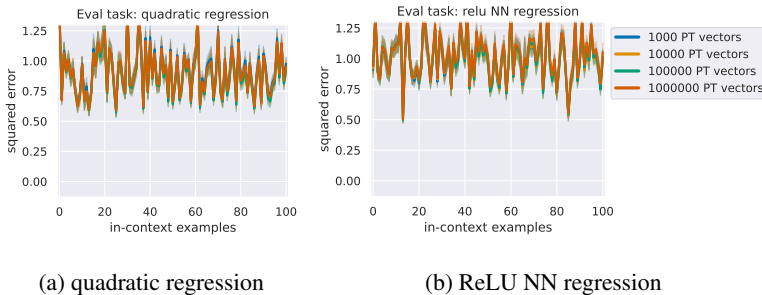 Eval task: quadratic regression
1.25
1.00
0.75
0.50
0.25
0.00
squared error
0 20 40 60 80 100
in-context examples
(a) quadratic regression
Eval task: relu NN regression
1.25
1.00
0.75
0.50
0.25
0.00
squared error
0 20 40 60 80 100
in-context examples
(b) ReLU NN regression
1000 PT vectors
10000 PT vectors
100000 PT vectors
1000000 PT vectors